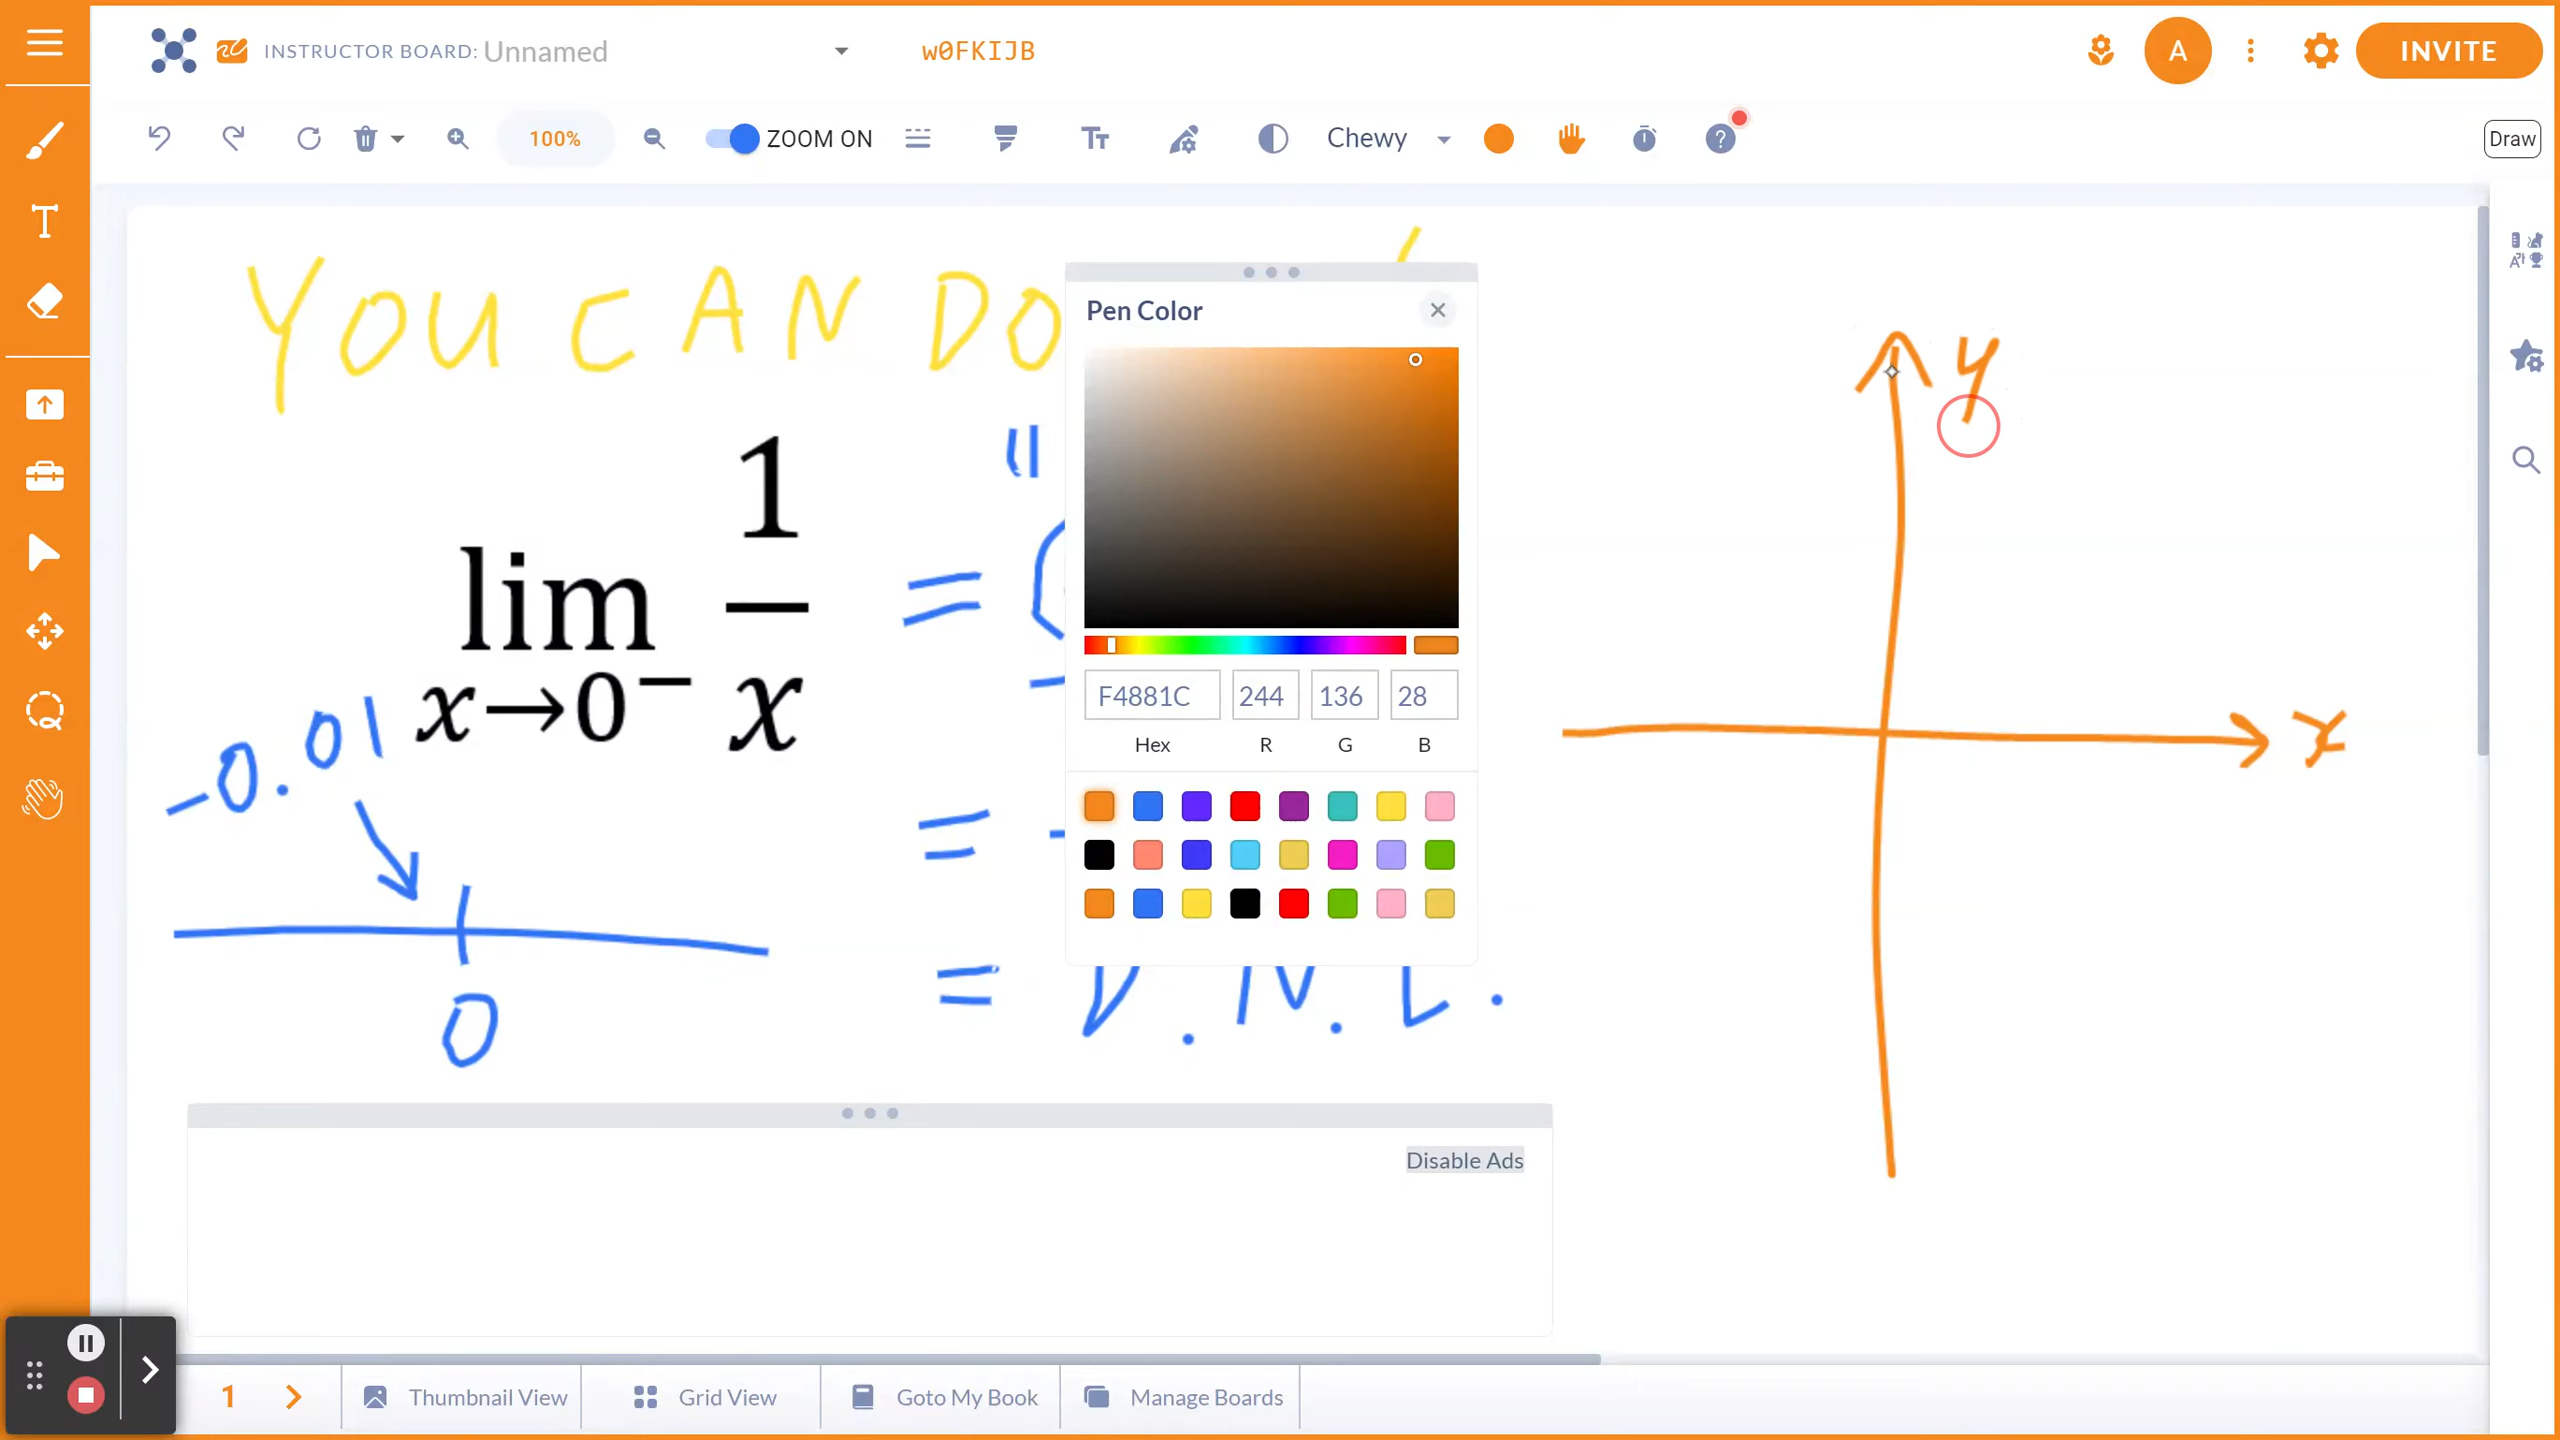 INSTRUCTOR BOARD: Unnamed w0FKIJB A INVITE
100% ZOOM ON Tт Chewy ? Draw
T
YOU CAN DO
Pen Color
lim x→0⁻ 1/x = (
"
-0.01
F4881C 244 136 28
Hex R G B
y
x
=
= D.N.E.
0
Disable Ads
1 Thumbnail View Grid View Goto My Book Manage Boards